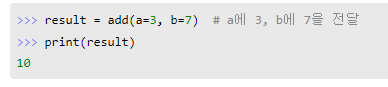 >>> result = add(a=3, b=7)  # a에 3, b에 7을 전달
>>> print(result)
10